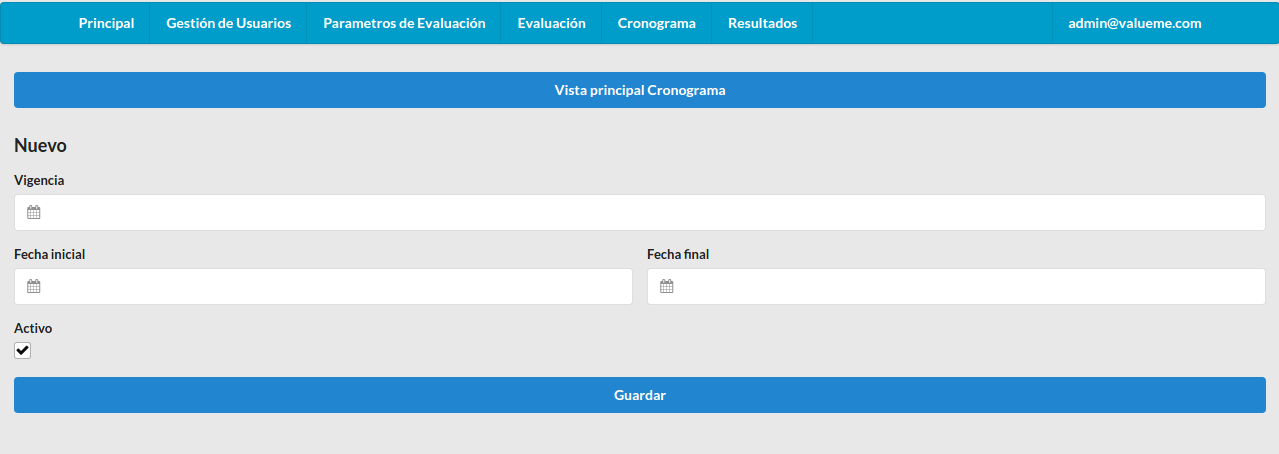 Principal Gestión de Usuarios Parametros de Evaluación Evaluación Cronograma Resultados admin@valueme.com
Vista principal Cronograma
Nuevo
Vigencia
Fecha inicial Fecha final
Activo
Guardar